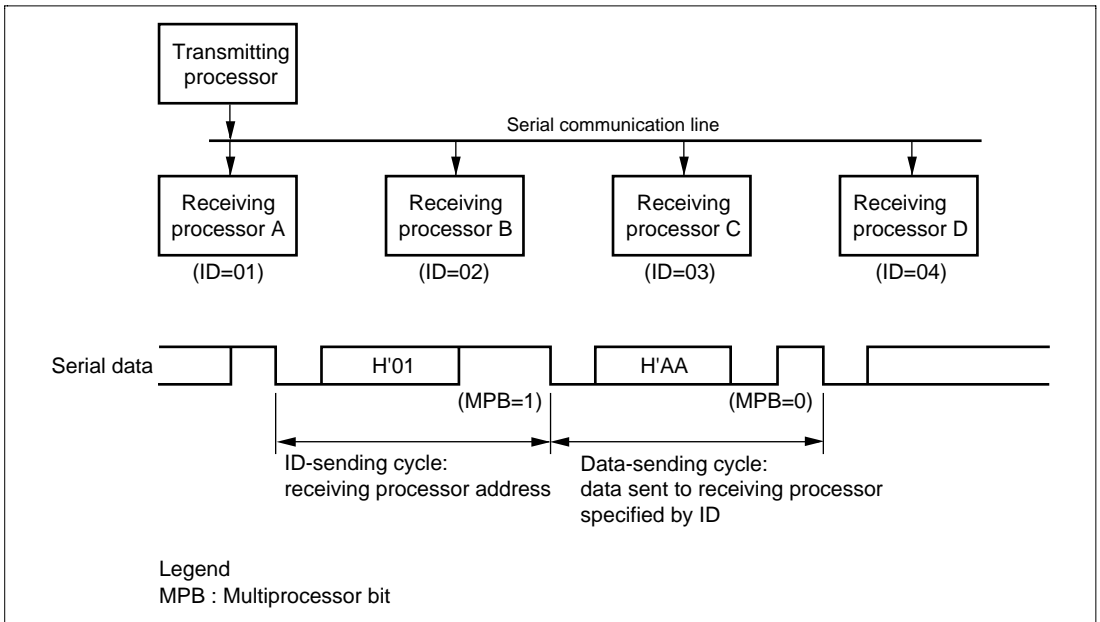 Transmitting
processor
Serial communication line
Receiving
processor A
(ID=01)
Receiving
processor B
(ID=02)
Receiving
processor C
(ID=03)
Receiving
processor D
(ID=04)
Serial data
H'01
H'AA
(MPB=1)
(MPB=0)
ID-sending cycle:
receiving processor address
Data-sending cycle:
data sent to receiving processor
specified by ID
Legend
MPB : Multiprocessor bit